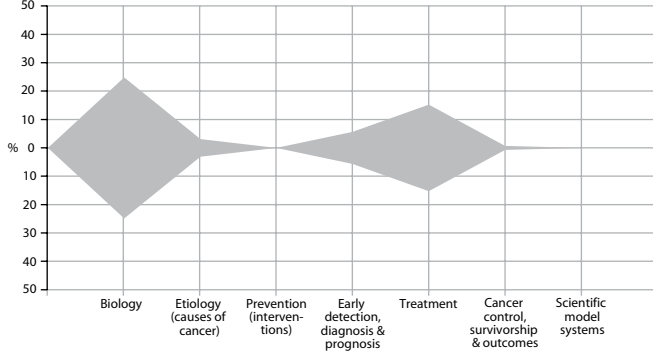 50
40
30
20
10
% 0
10
20
30
40
50
Biology
Etiology
(causes of
cancer)
Prevention
(interven-
tions)
Early
detection,
diagnosis &
prognosis
Treatment
Cancer
control,
survivorship
& outcomes
Scientific
model
systems